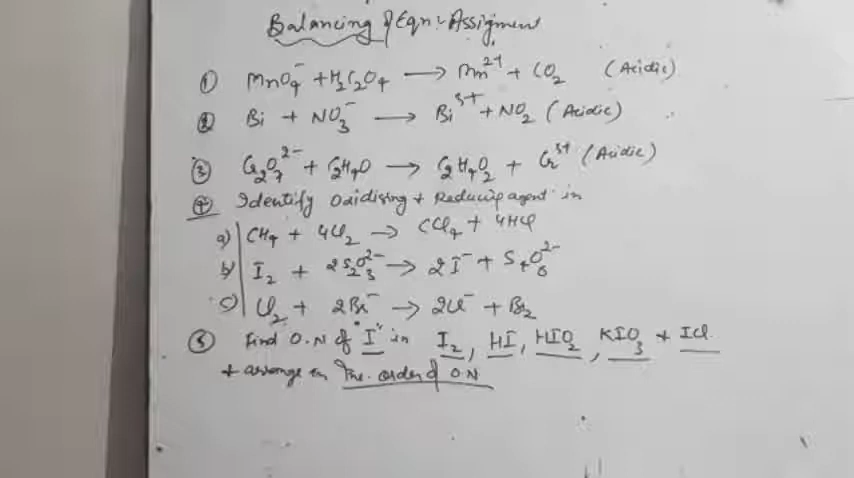 Balancing of Eqn :- Assignment
① MnO₄⁻ + H₂C₂O₄ → Mn²⁺ + CO₂ (Acidic)
② Bi + NO₃⁻ → Bi³⁺ + NO₂ (Acidic)
③ Cr₂O₇²⁻ + C₂H₄O → C₂H₄O₂ + Cr³⁺ (Acidic)
④ Identify Oxidising + Reducing agent in
a) CH₄ + 4Cl₂ → CCl₄ + 4HCl
b) I₂ + 2S₂O₃²⁻ → 2I⁻ + S₄O₆²⁻
c) Cl₂ + 2Br⁻ → 2Cl⁻ + Br₂
⑤ Find O.N of "I" in I₂, HI, HIO₂, KIO₃ + ICl
+ arrange in the order of O.N